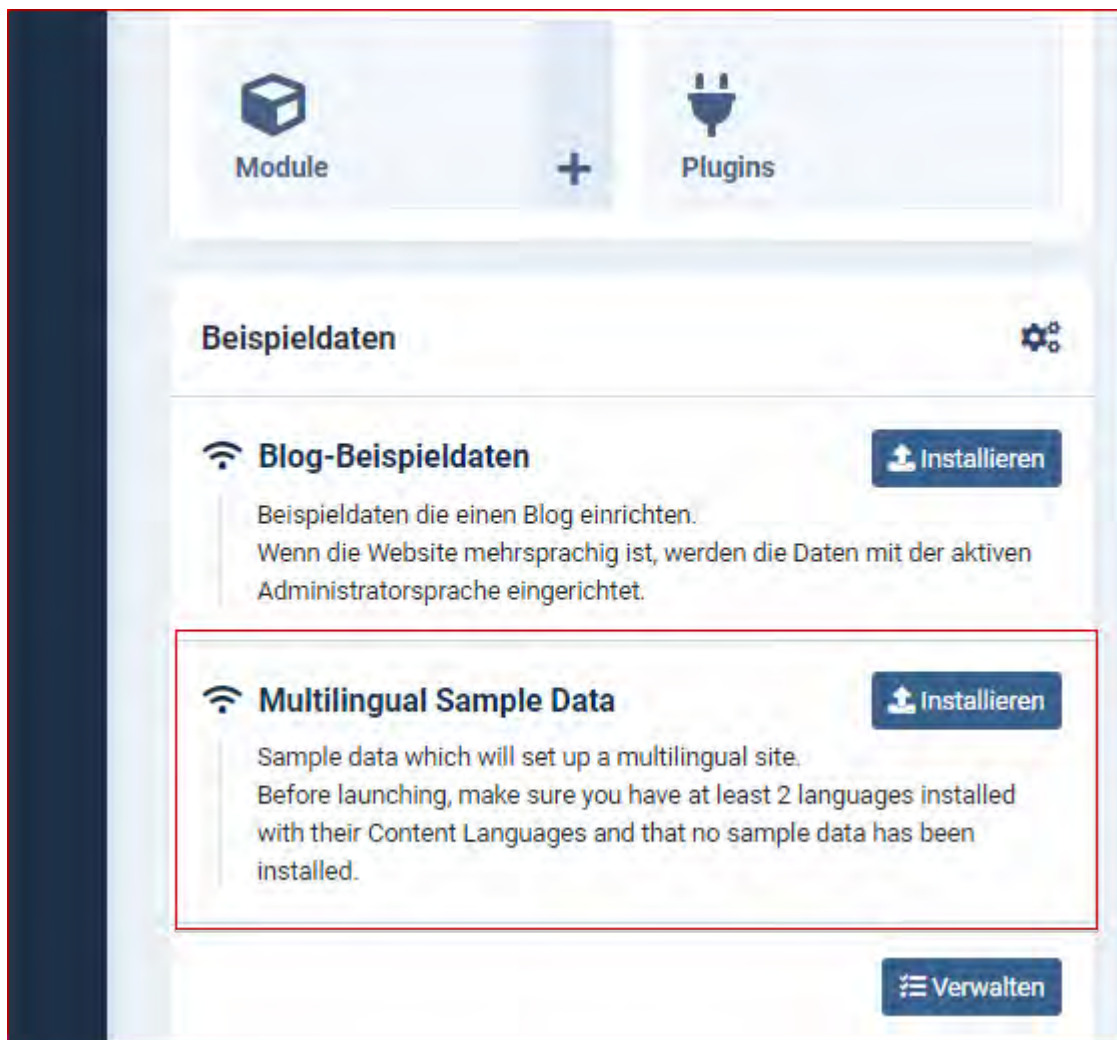 Module
Plugins
Beispieldaten
Blog-Beispieldaten
Installieren
Beispieldaten die einen Blog einrichten.
Wenn die Website mehrsprachig ist, werden die Daten mit der aktiven
Administratorsprache eingerichtet.
Multilingual Sample Data
Installieren
Sample data which will set up a multilingual site.
Before launching, make sure you have at least 2 languages installed
with their Content Languages and that no sample data has been
installed.
Verwalten